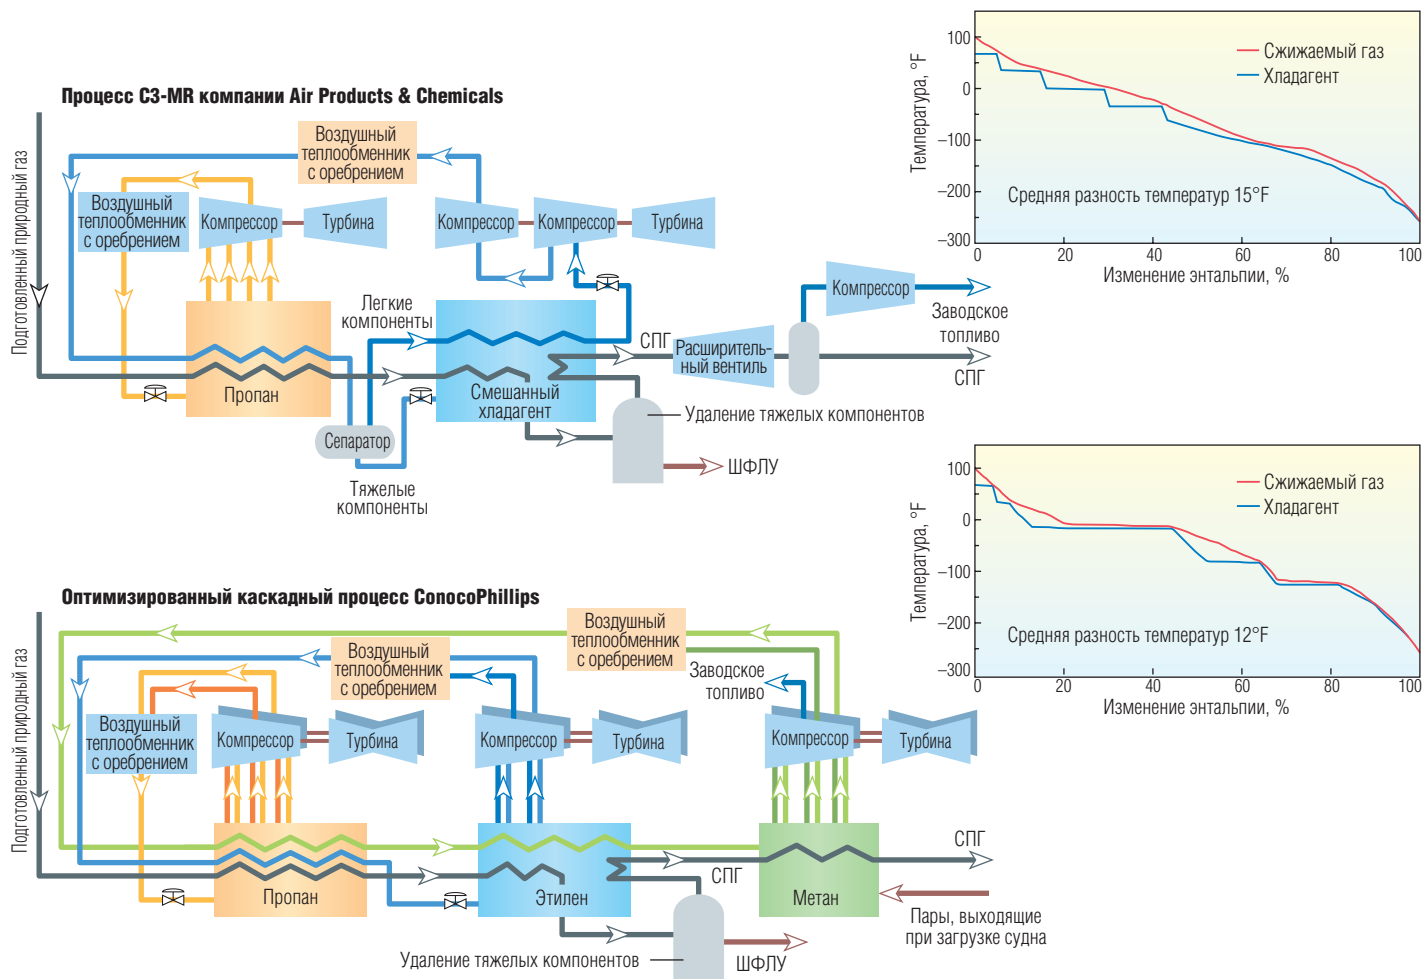 Процесс C3-MR компании Air Products & Chemicals
Подготовленный природный газ
Воздушный
теплообменник
с оребрением
Воздушный
теплообменник
с оребрением
Компрессор
Турбина
Компрессор
Компрессор
Турбина
Легкие
компоненты
Пропан
Сепаратор
Тяжелые
компоненты
Смешанный
хладагент
СПГ
Расширитель-
ный вентиль
Компрессор
Заводское
топливо
СПГ
Удаление тяжелых компонентов
ШФЛУ
Температура, °F
100
0
–100
–200
–300
Сжижаемый газ
Хладагент
Средняя разность температур 15°F
0
20
40
60
80
100
Изменение энтальпии, %
Оптимизированный каскадный процесс ConocoPhillips
Подготовленный природный газ
Воздушный
теплообменник
с оребрением
Воздушный
теплообменник
с оребрением
Воздушный
теплообменник
с оребрением
Заводское
топливо
Компрессор
Турбина
Компрессор
Турбина
Компрессор
Турбина
Пропан
Этилен
СПГ
Метан
СПГ
Пары, выходящие
при загрузке судна
Удаление тяжелых компонентов
ШФЛУ
Температура, °F
100
0
–100
–200
–300
Сжижаемый газ
Хладагент
Средняя разность температур 12°F
0
20
40
60
80
100
Изменение энтальпии, %